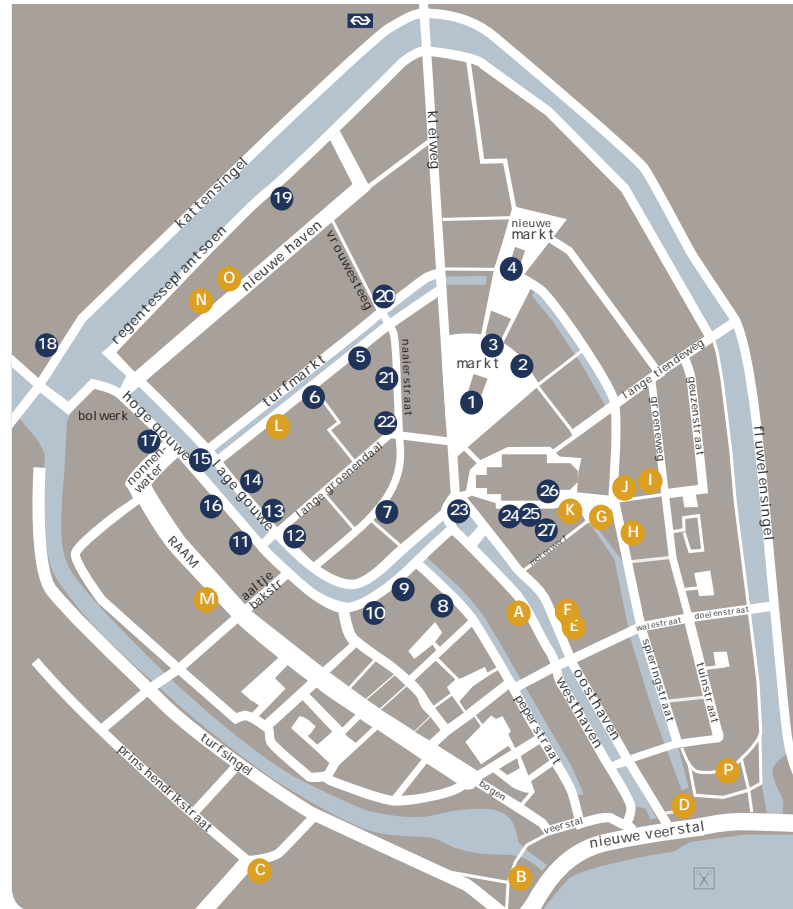 kleiweg
kattensingel
19
nieuwe
markt
regentesseplantsoen
nieuwe haven
vrouwesteeg
4
O
N
20
18
3
naaierstraat
5
markt
2
lange tiendeweg
turfmarkt
21
geuzenstraat
6
1
groeneweg
hoge gouwe
bolwerk
22
L
fluwelensingel
17
nonnen-
water
15
lage gouwe
lange groenendaal
14
J
I
26
16
13
7
23
24
25
K
G
27
H
11
12
RAAM
molenwerf
aaltje
bakstr
9
M
10
8
A
F
E
walestraat
doelenstraat
spieringstraat
tuinstraat
oosthaven
westhaven
peperstraat
turfsingel
prins hendrikstraat
P
bogen
D
veerstal
nieuwe veerstal
C
B